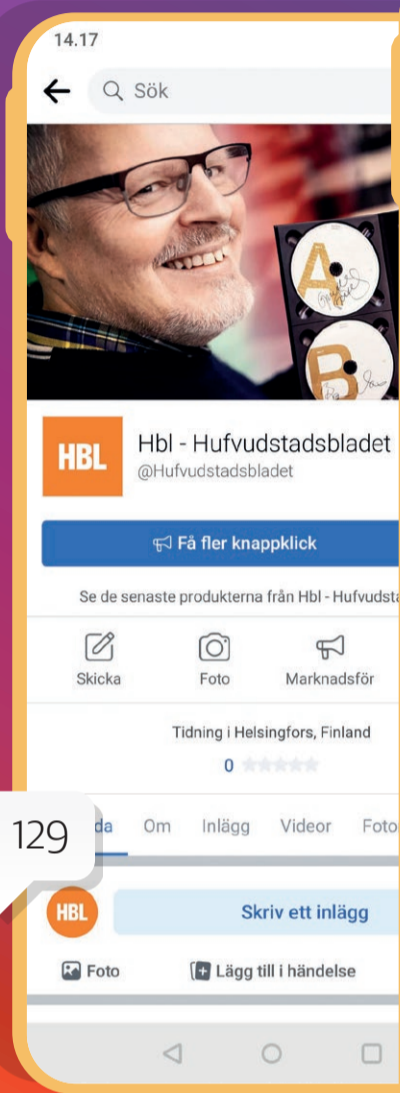 14.17
Sök
A
B
HBL Hbl - Hufvudstadsbladet
@Hufvudstadsbladet
Få fler knappklick
Se de senaste produkterna från Hbl - Hufvudsta
Skicka Foto Marknadsför
Tidning i Helsingfors, Finland
0
129 da Om Inlägg Videor Foto
HBL Skriv ett inlägg
Foto Lägg till i händelse